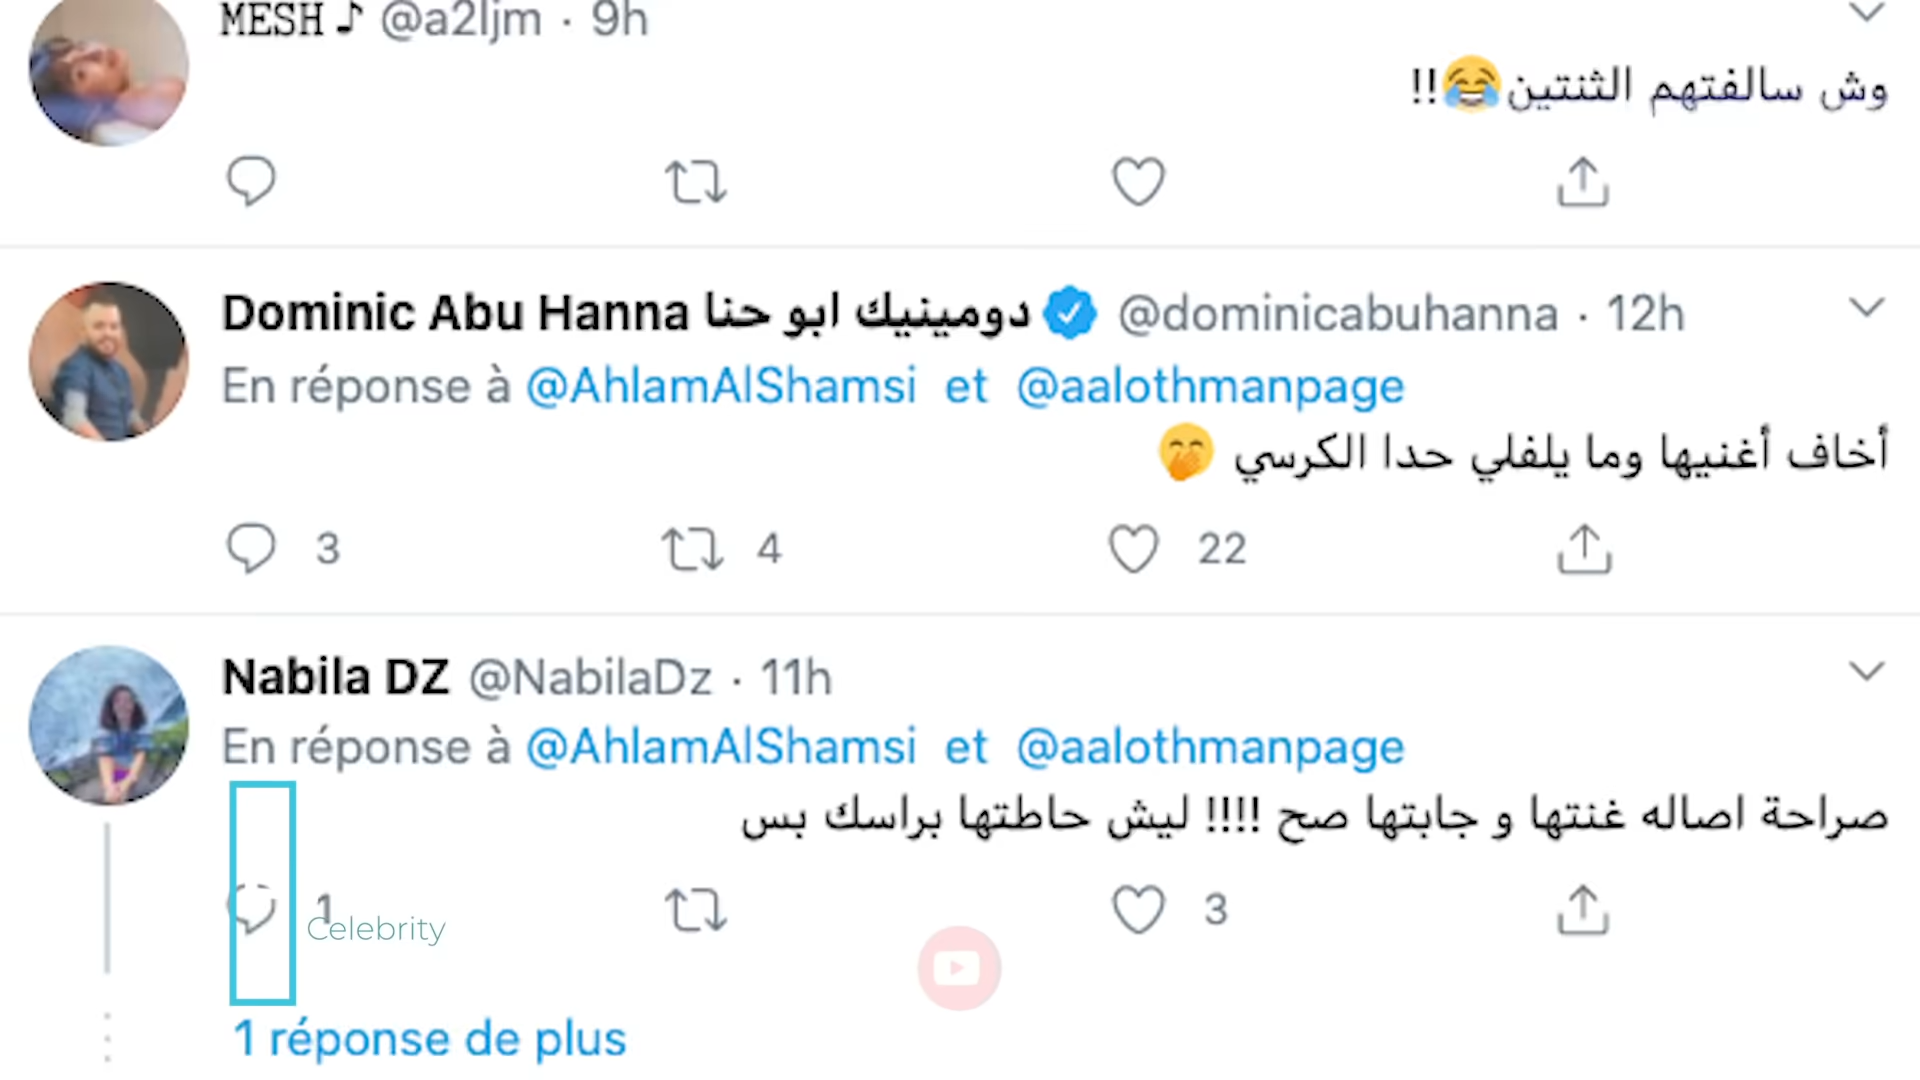 MESH ♪ @a2ljm · 9h
وش سالفتهم الثنتين😂!!
Dominic Abu Hanna دومينيك ابو حنا @dominicabuhanna · 12h
En réponse à @AhlamAlShamsi et @aalothmanpage
أخاف أغنيها وما يلفلي حدا الكرسي 🤭
3 4 22
Nabila DZ @NabilaDz · 11h
En réponse à @AhlamAlShamsi et @aalothmanpage
صراحة اصاله غنتها و جابتها صح !!!! ليش حاطتها براسك بس
1 3
Celebrity
1 réponse de plus